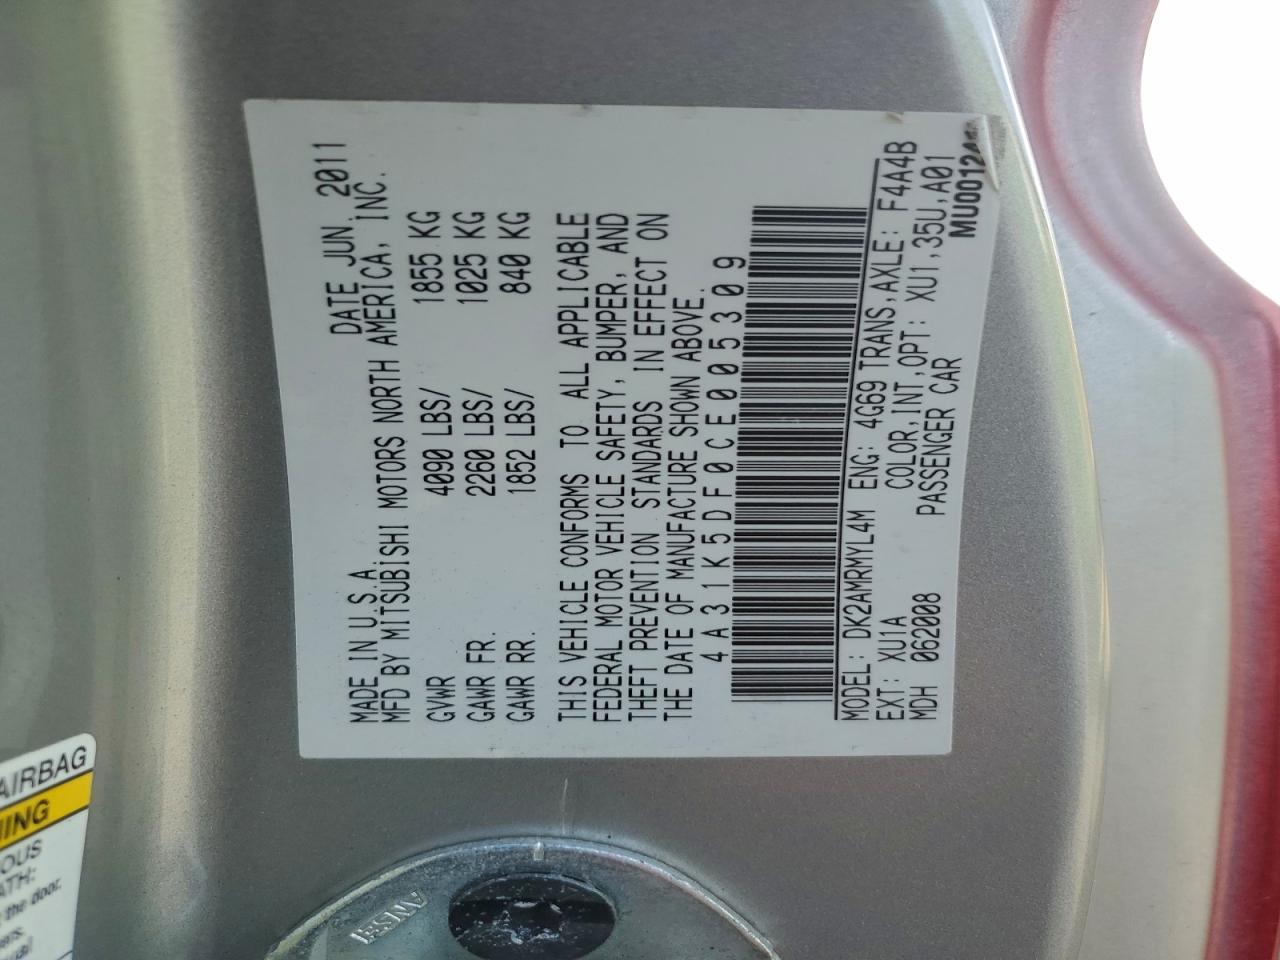 MADE IN U.S.A. DATE JUN. 2011
MFD BY MITSUBISHI MOTORS NORTH AMERICA, INC.
GVWR 4090 LBS/ 1855 KG
GAWR FR. 2260 LBS/ 1025 KG
GAWR RR. 1852 LBS/ 840 KG
THIS VEHICLE CONFORMS TO ALL APPLICABLE
FEDERAL MOTOR VEHICLE SAFETY, BUMPER, AND
THEFT PREVENTION STANDARDS IN EFFECT ON
THE DATE OF MANUFACTURE SHOWN ABOVE.
4A31K5DF0CE005309
MODEL: DK2AMRMYL4M ENG: 4G69 TRANS,AXLE: F4A4B
EXT: XU1A COLOR,INT,OPT: XU1,35U,A01
MDH 062008 PASSENGER CAR
MU00124
AIRBAG
the door.